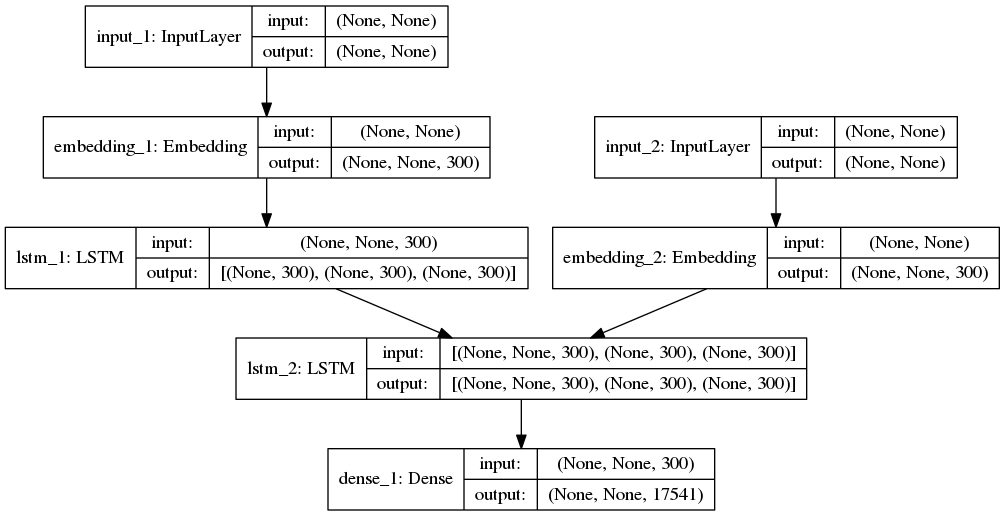 input_1: InputLayer
input: (None, None)
output: (None, None)
embedding_1: Embedding
input: (None, None)
output: (None, None, 300)
input_2: InputLayer
input: (None, None)
output: (None, None)
lstm_1: LSTM
input: (None, None, 300)
output: [(None, 300), (None, 300), (None, 300)]
embedding_2: Embedding
input: (None, None)
output: (None, None, 300)
lstm_2: LSTM
input: [(None, None, 300), (None, 300), (None, 300)]
output: [(None, None, 300), (None, 300), (None, 300)]
dense_1: Dense
input: (None, None, 300)
output: (None, None, 17541)